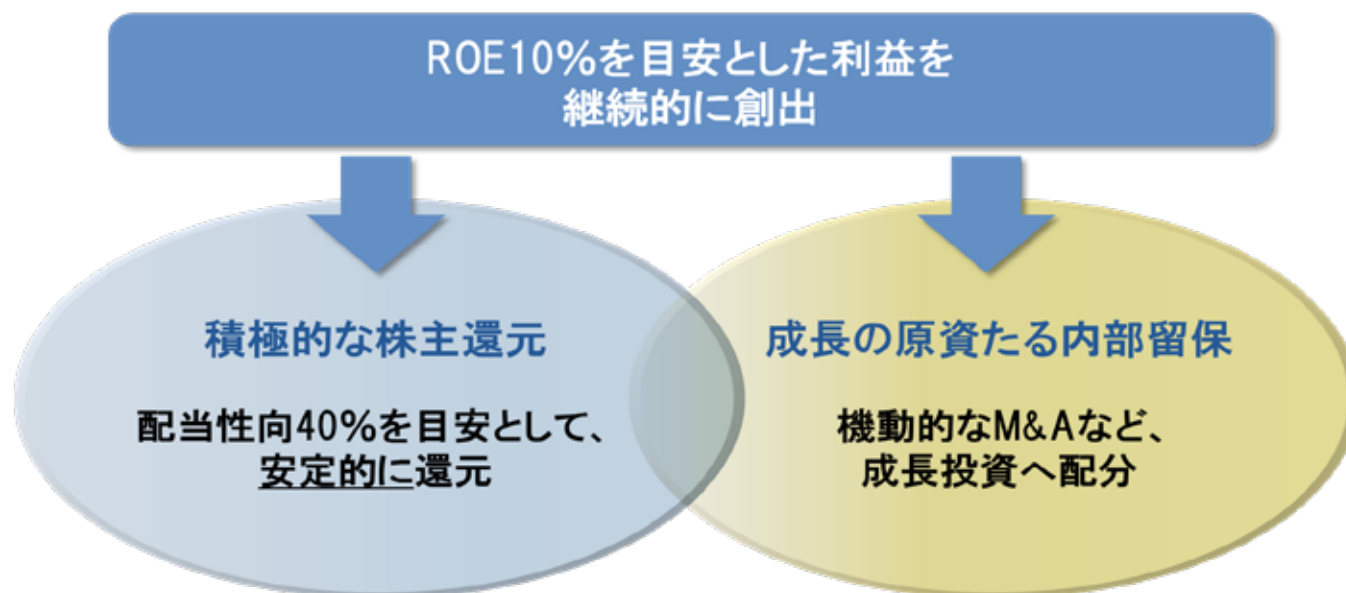 ROE10%を目安とした利益を
継続的に創出
積極的な株主還元
配当性向40%を目安として、
安定的に還元
成長の原資たる内部留保
機動的なM&Aなど、
成長投資へ配分